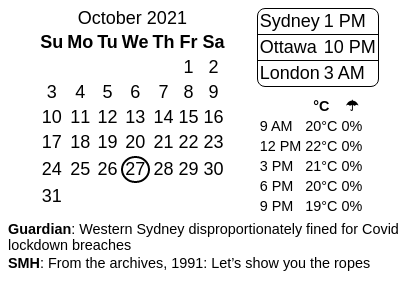 October 2021
Su Mo Tu We Th Fr Sa
1 2
3 4 5 6 7 8 9
10 11 12 13 14 15 16
17 18 19 20 21 22 23
24 25 26 27 28 29 30
31
Sydney 1 PM
Ottawa 10 PM
London 3 AM
°C ☂
9 AM 20°C 0%
12 PM 22°C 0%
3 PM 21°C 0%
6 PM 20°C 0%
9 PM 19°C 0%
Guardian: Western Sydney disproportionately fined for Covid
lockdown breaches
SMH: From the archives, 1991: Let’s show you the ropes